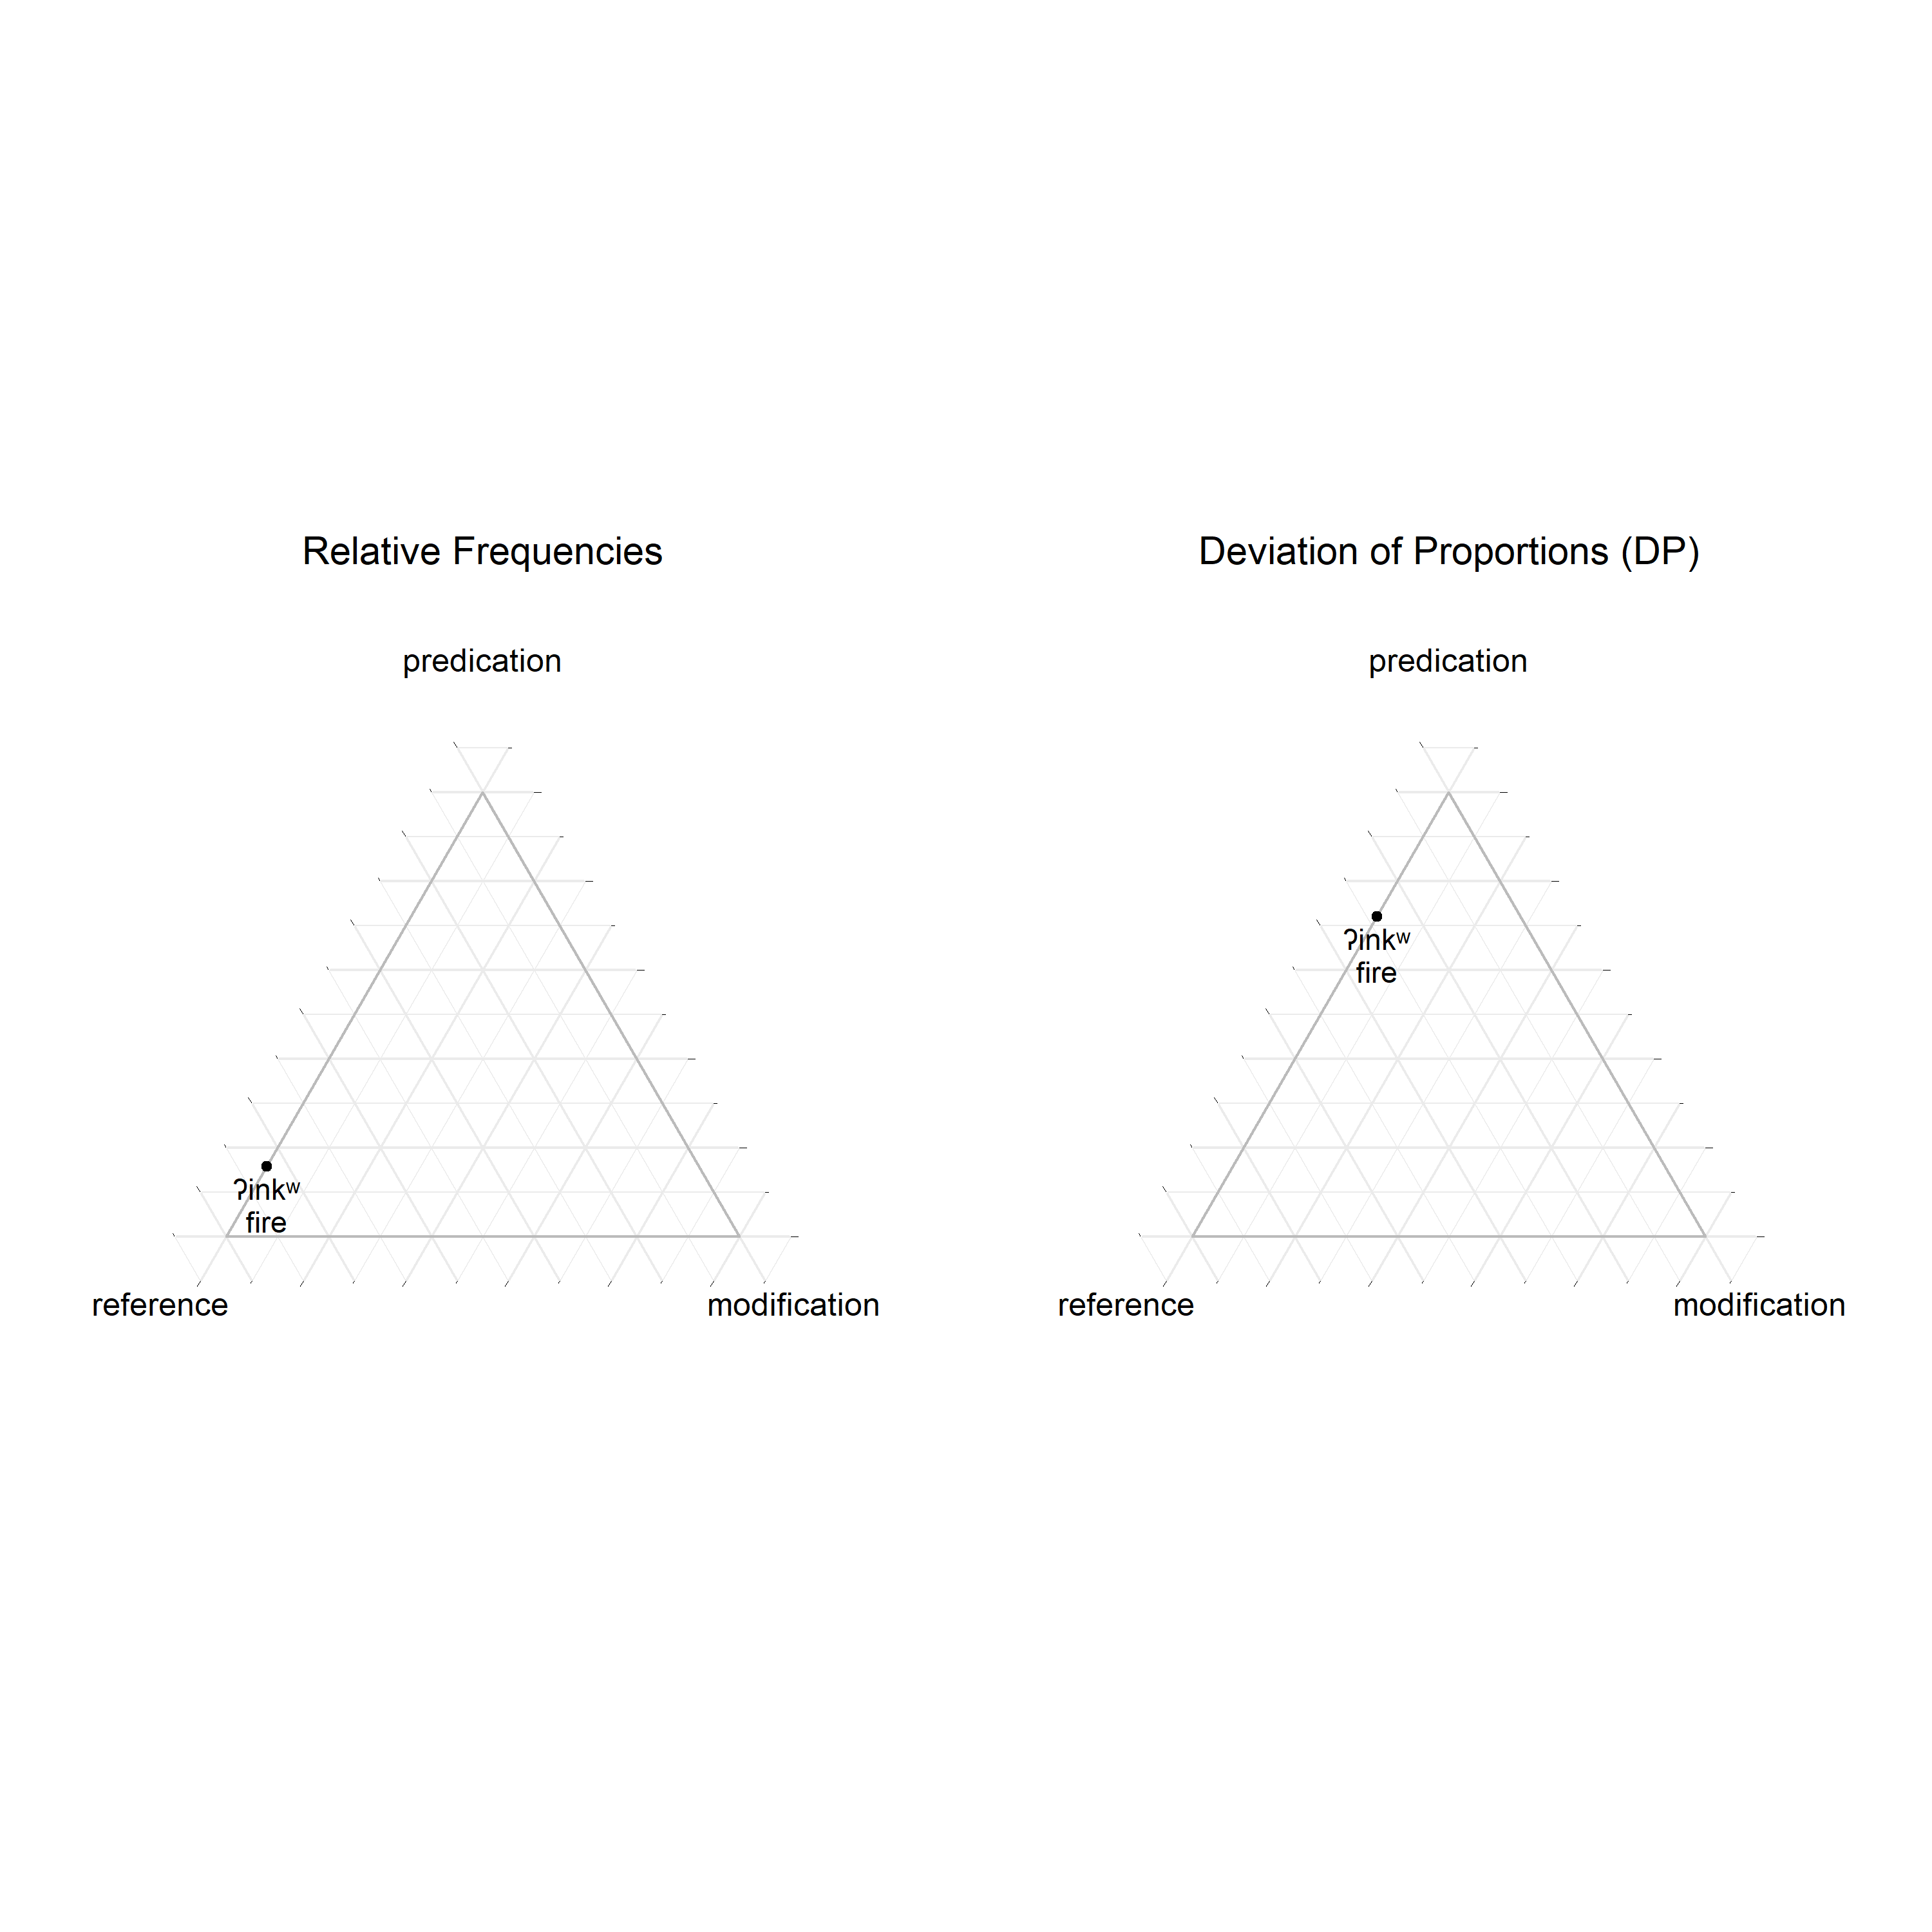 Relative Frequencies
predication
ʔinkʷ
fire
reference
modification
Deviation of Proportions (DP)
predication
ʔinkʷ
fire
reference
modification